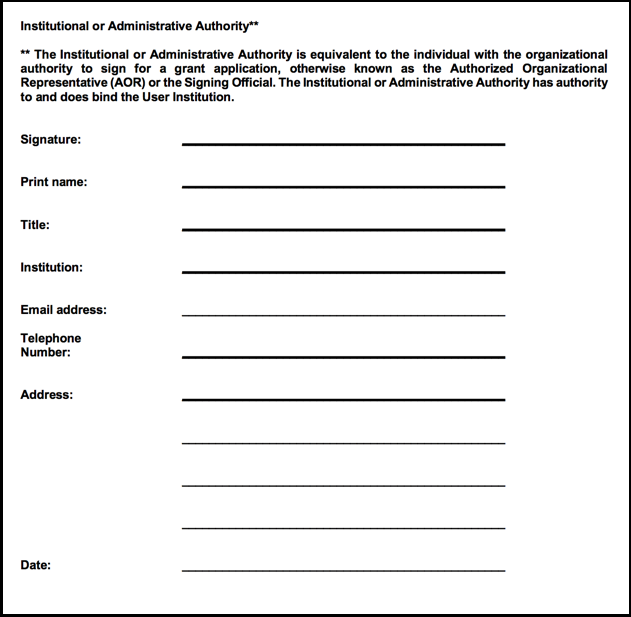 Institutional or Administrative Authority**
** The Institutional or Administrative Authority is equivalent to the individual with the organizational
authority to sign for a grant application, otherwise known as the Authorized Organizational
Representative (AOR) or the Signing Official. The Institutional or Administrative Authority has authority
to and does bind the User Institution.
Signature:
Print name:
Title:
Institution:
Email address:
Telephone
Number:
Address:
Date: